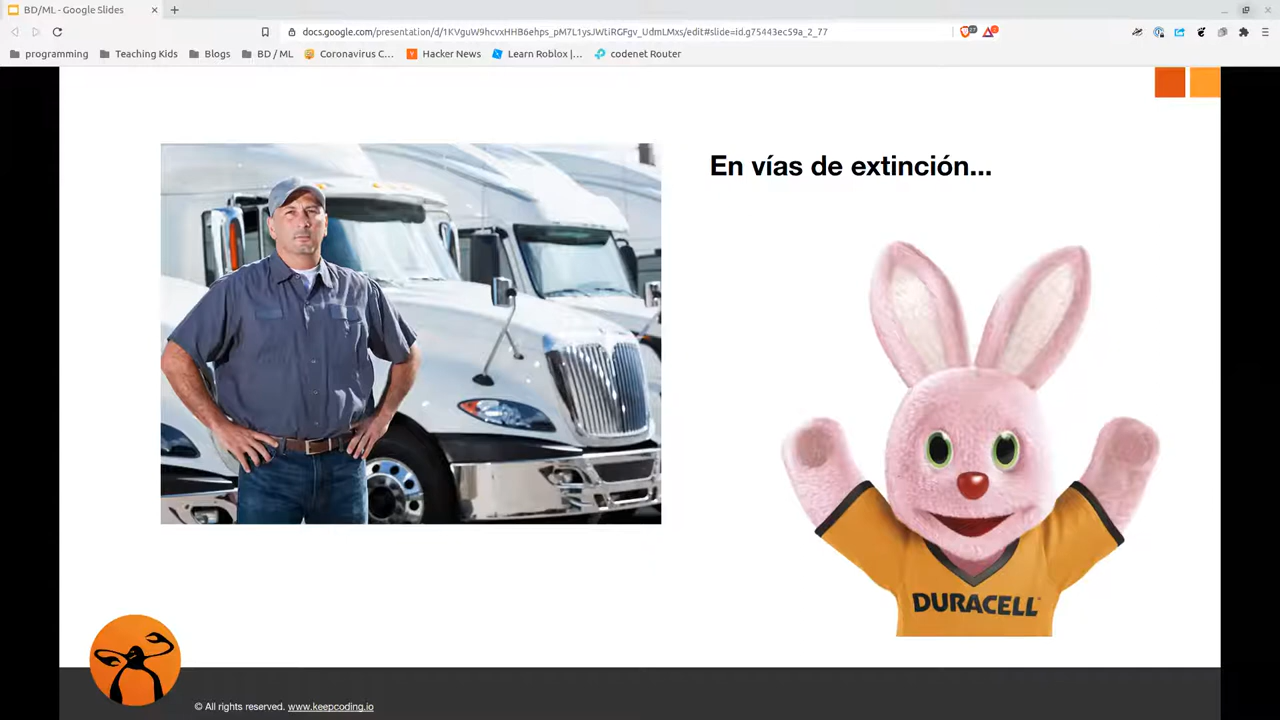 BD/ML - Google Slides
docs.google.com/presentation/d/1KVguW9hcvxHHB6ehps_pM7L1ysJWtiRGFgv_UdmLMxs/edit#slide=id.g75443ec59a_2_77
programming
Teaching Kids
Blogs
BD / ML
Coronavirus C...
Hacker News
Learn Roblox |...
codenet Router
En vías de extinción...
DURACELL
© All rights reserved. www.keepcoding.io